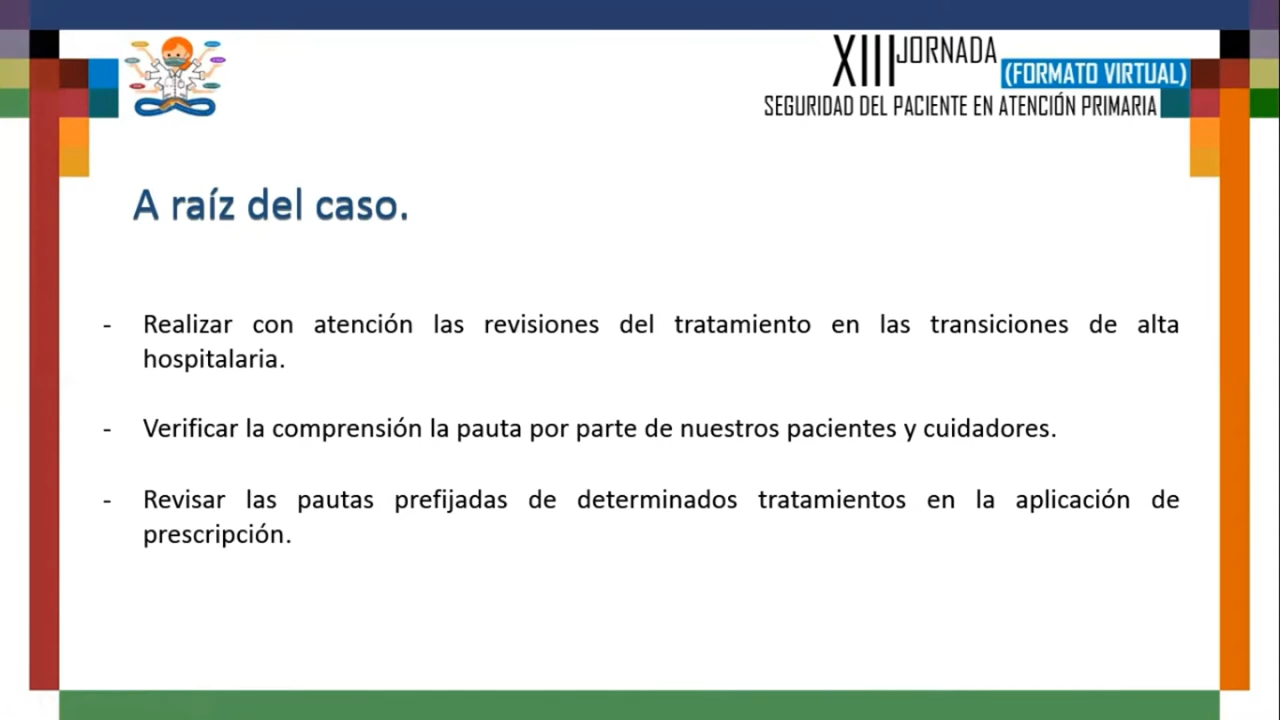 XIII JORNADA
(FORMATO VIRTUAL)
SEGURIDAD DEL PACIENTE EN ATENCIÓN PRIMARIA
A raíz del caso.
- Realizar con atención las revisiones del tratamiento en las transiciones de alta
hospitalaria.
- Verificar la comprensión la pauta por parte de nuestros pacientes y cuidadores.
- Revisar las pautas prefijadas de determinados tratamientos en la aplicación de
prescripción.